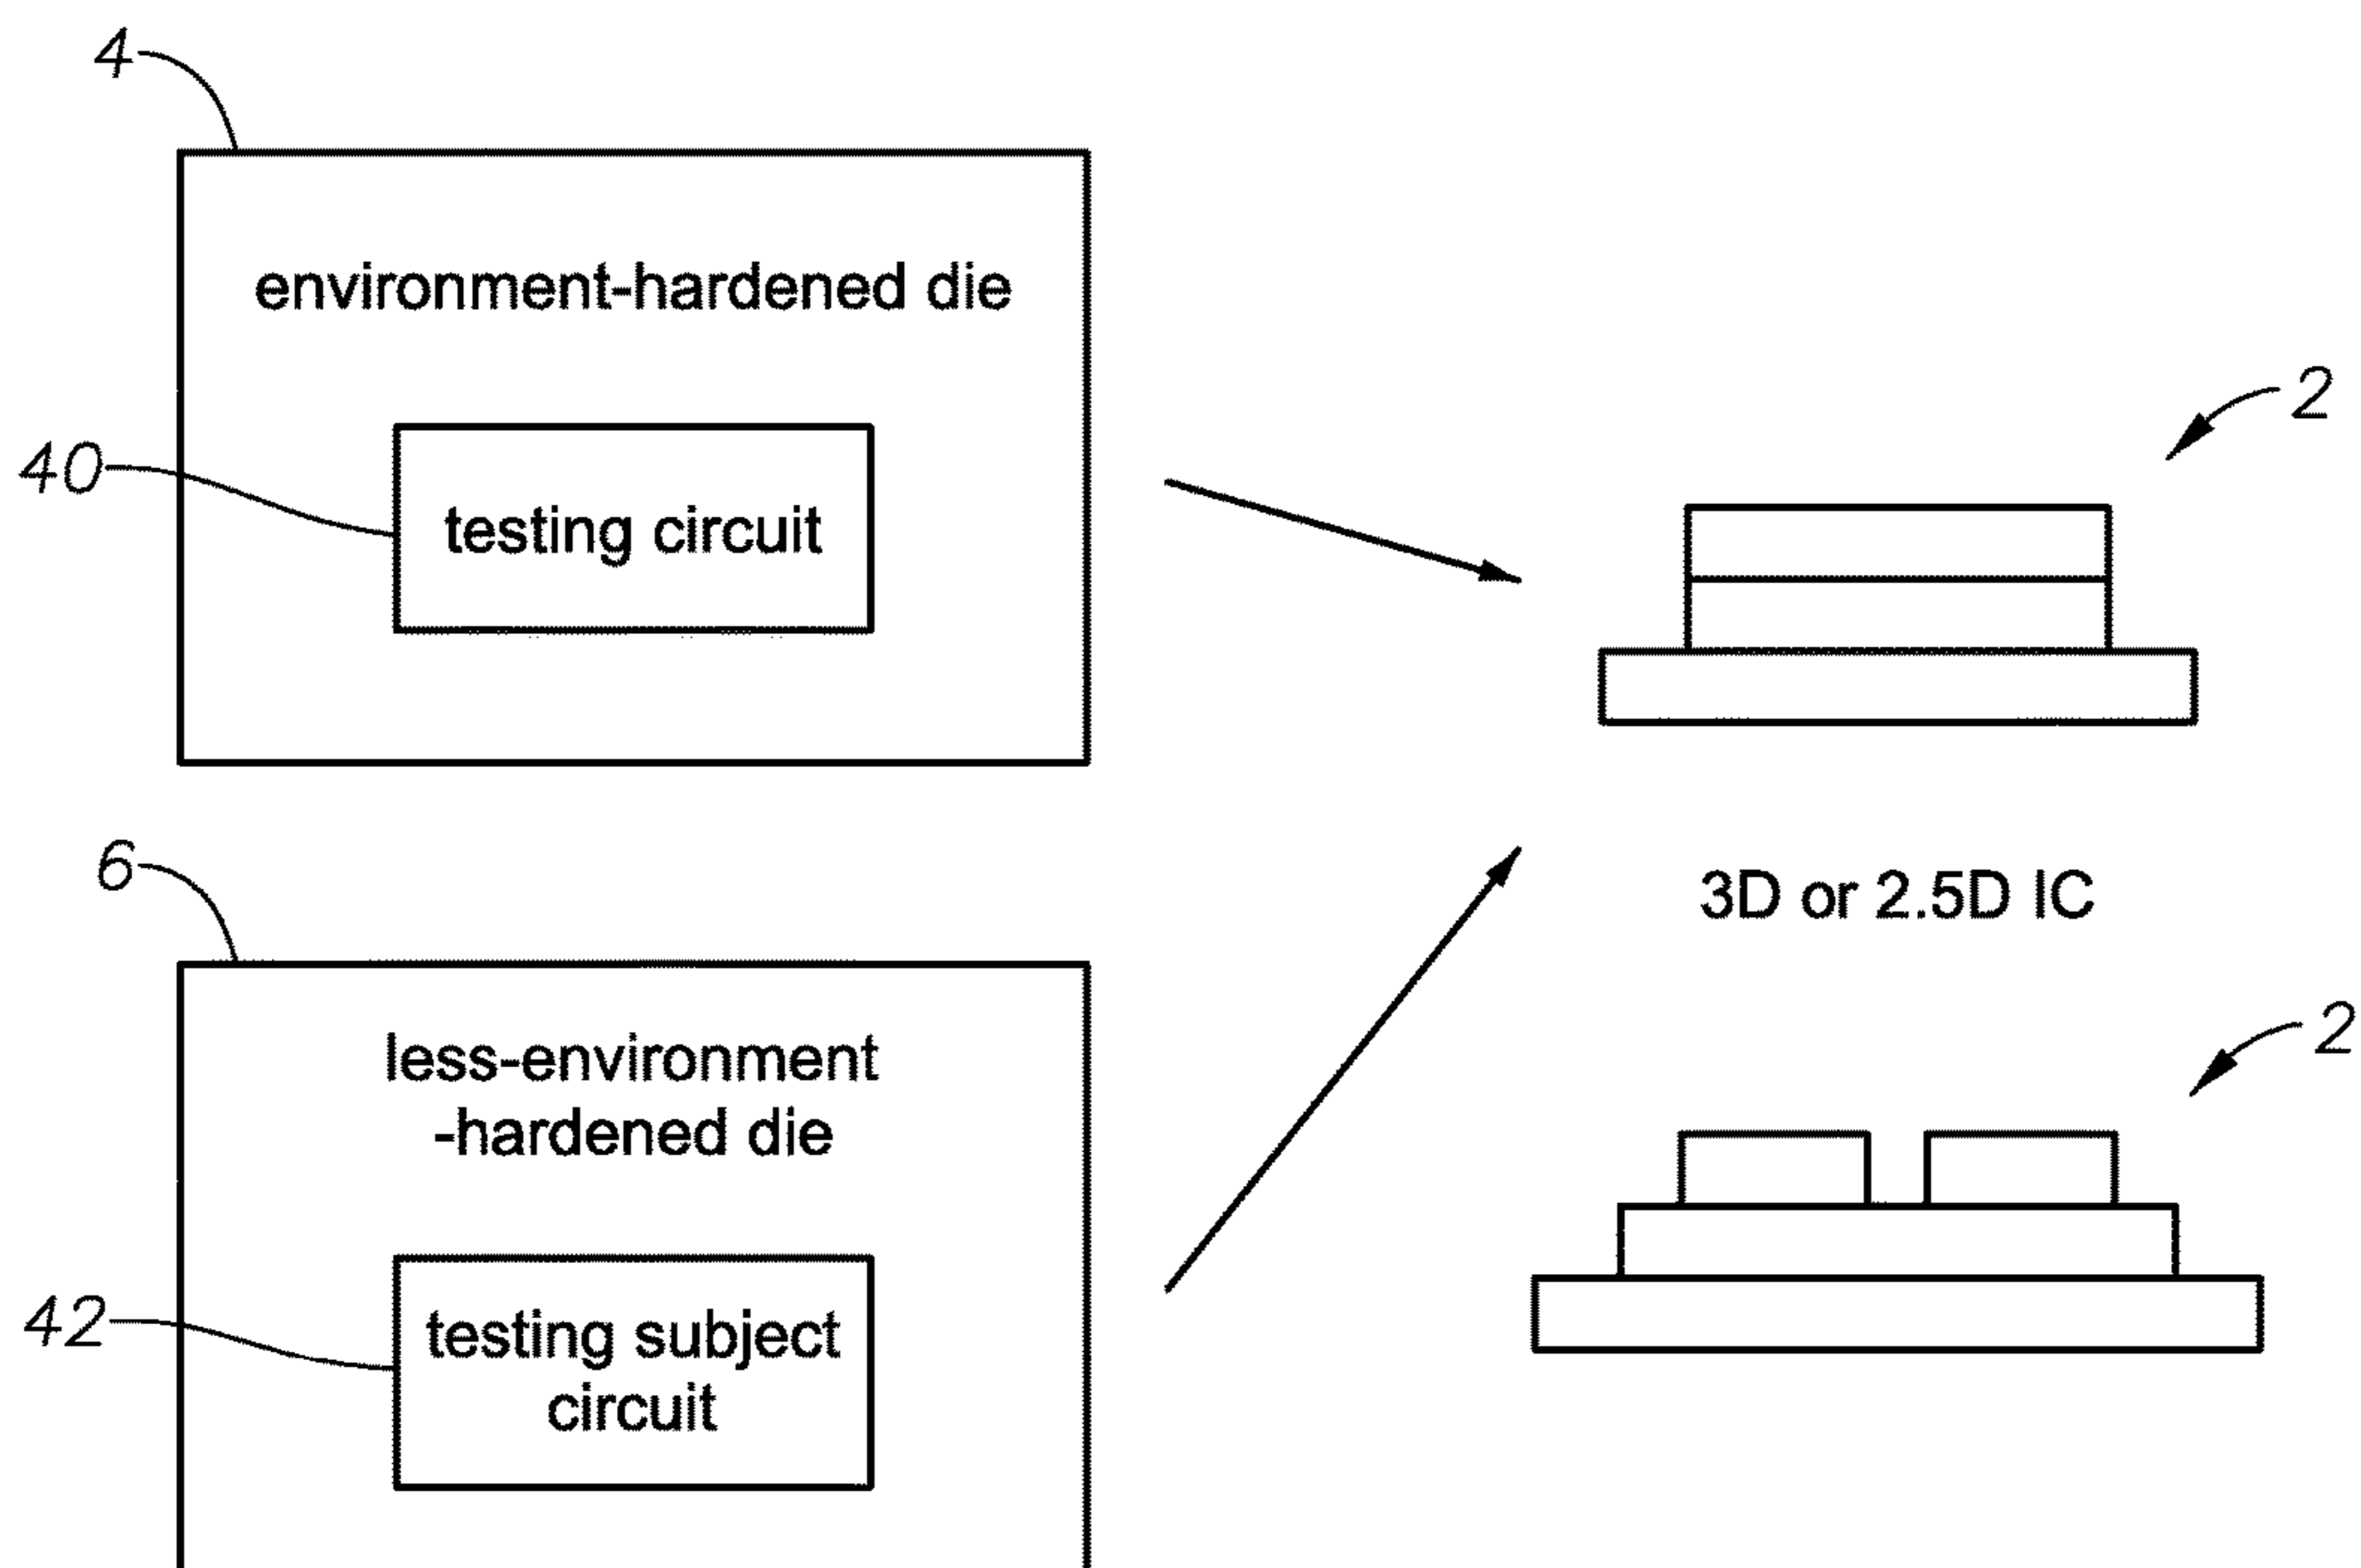 4
environment-hardened die
40
testing circuit
2
6
3D or 2.5D IC
less-environment
-hardened die
2
42
testing subject
circuit